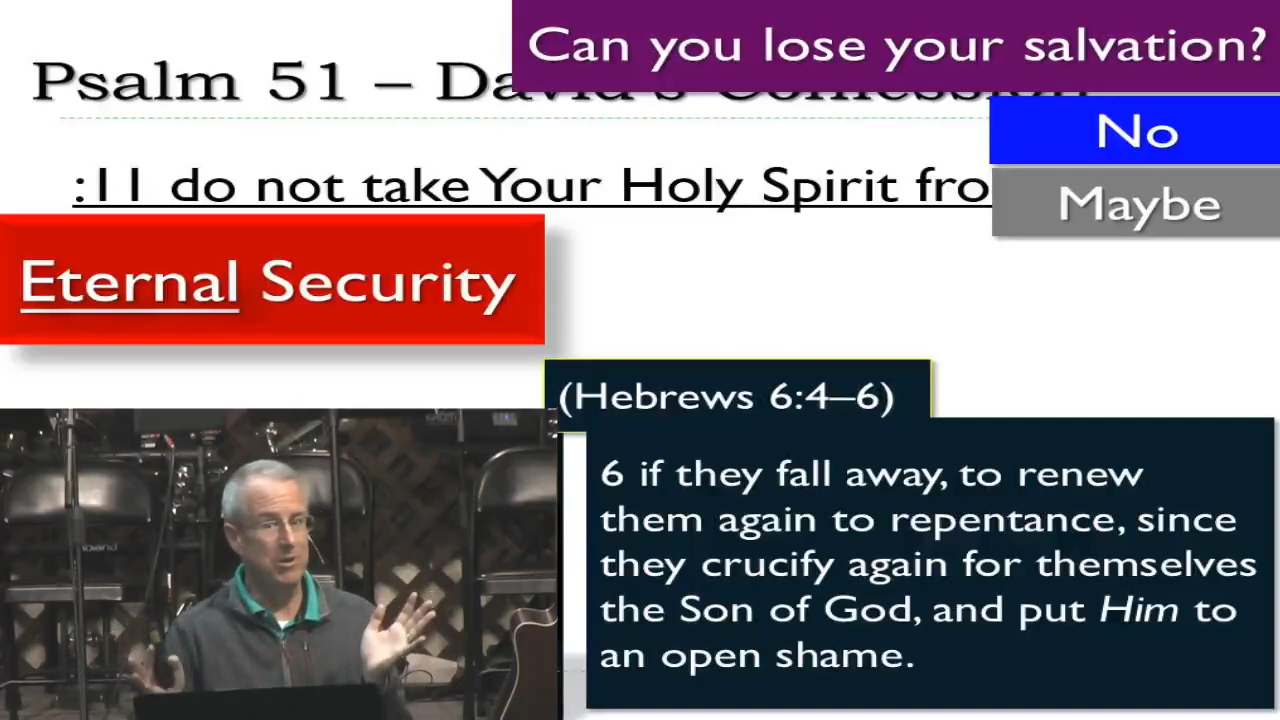 Can you lose your salvation?
Psalm 51 –
No
:11 do not take Your Holy Spirit
Maybe
Eternal Security
(Hebrews 6:4–6)
6 if they fall away, to renew
them again to repentance, since
they crucify again for themselves
the Son of God, and put Him to
an open shame.